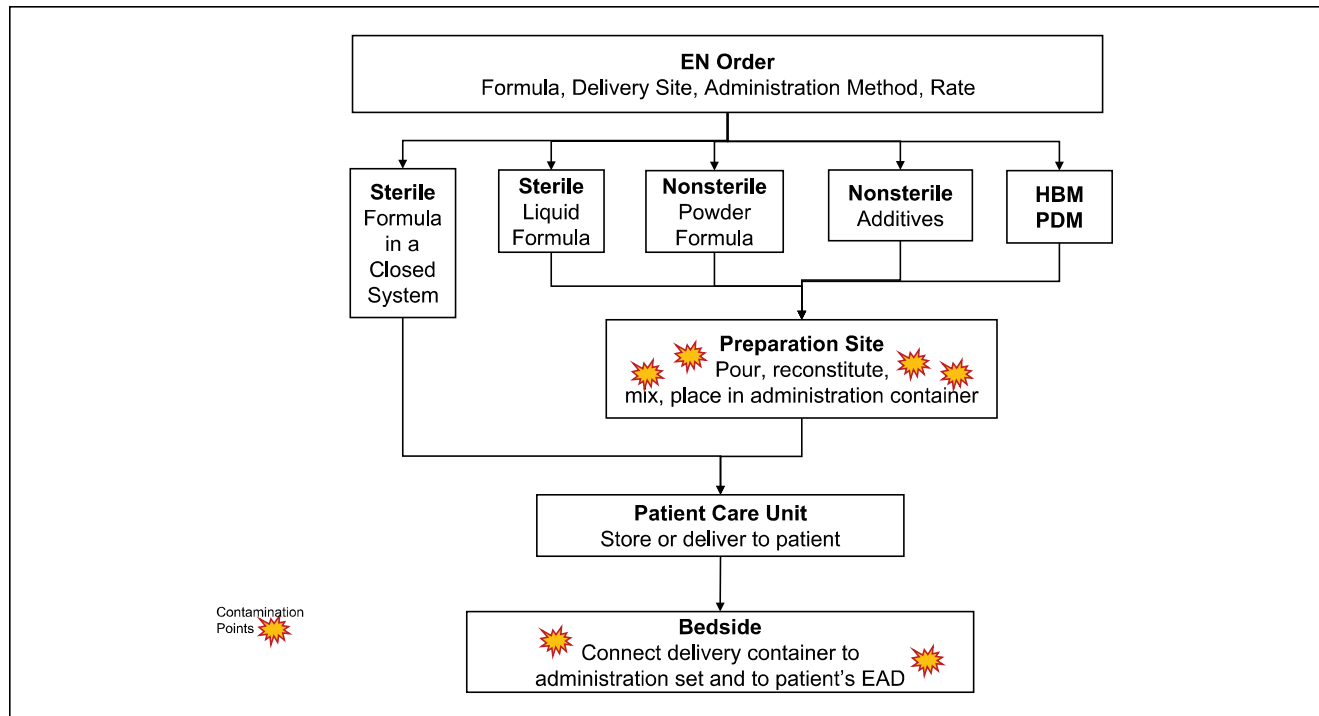 EN Order
Formula, Delivery Site, Administration Method, Rate
Sterile
Formula
in a
Closed
System
Sterile
Liquid
Formula
Nonsterile
Powder
Formula
Nonsterile
Additives
HBM
PDM
Preparation Site
Pour, reconstitute,
mix, place in administration container
Patient Care Unit
Store or deliver to patient
Contamination
Points
Bedside
Connect delivery container to
administration set and to patient's EAD